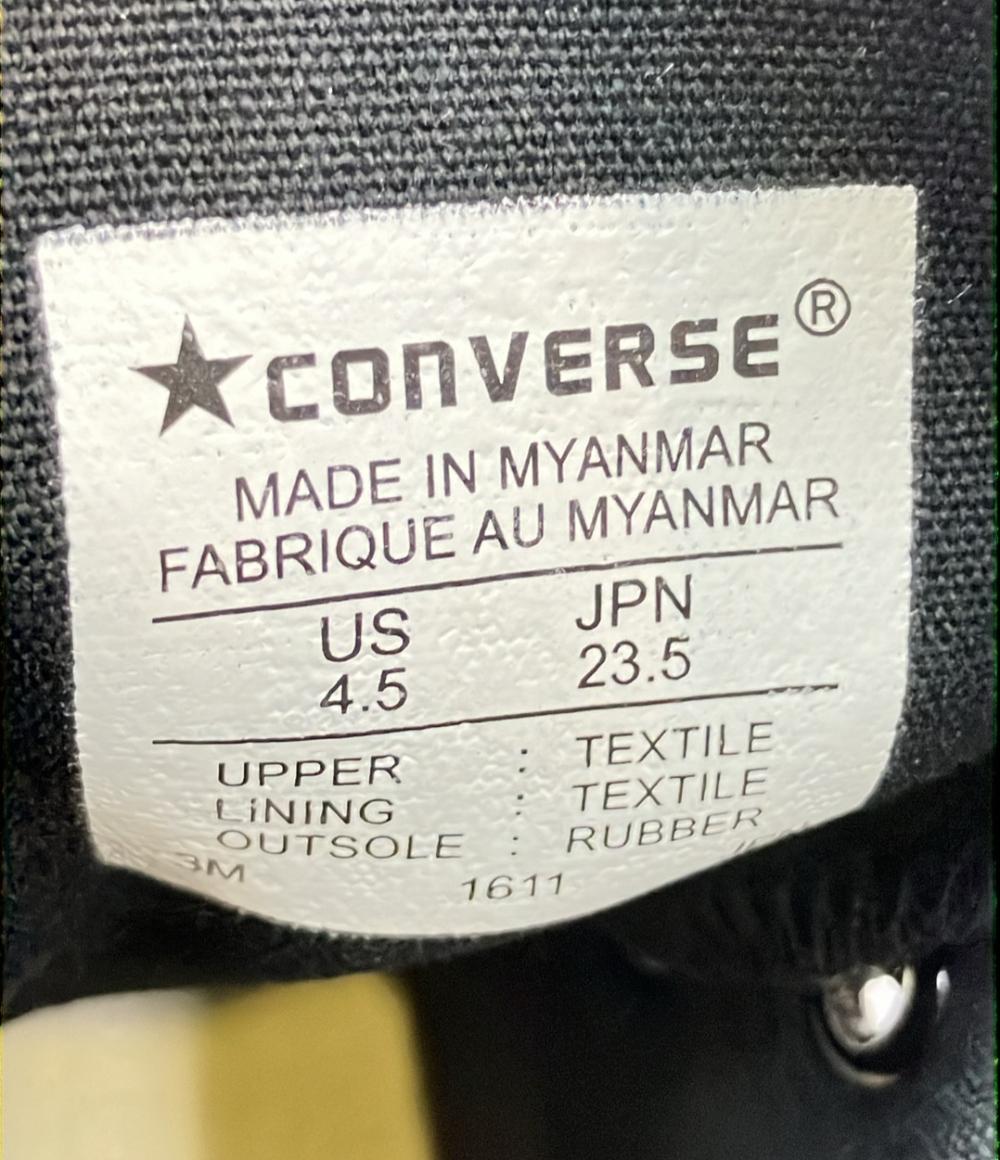 ★CONVERSE®
MADE IN MYANMAR
FABRIQUE AU MYANMAR
US JPN
4.5 23.5
UPPER : TEXTILE
LiNING : TEXTILE
OUTSOLE : RUBBER
1611